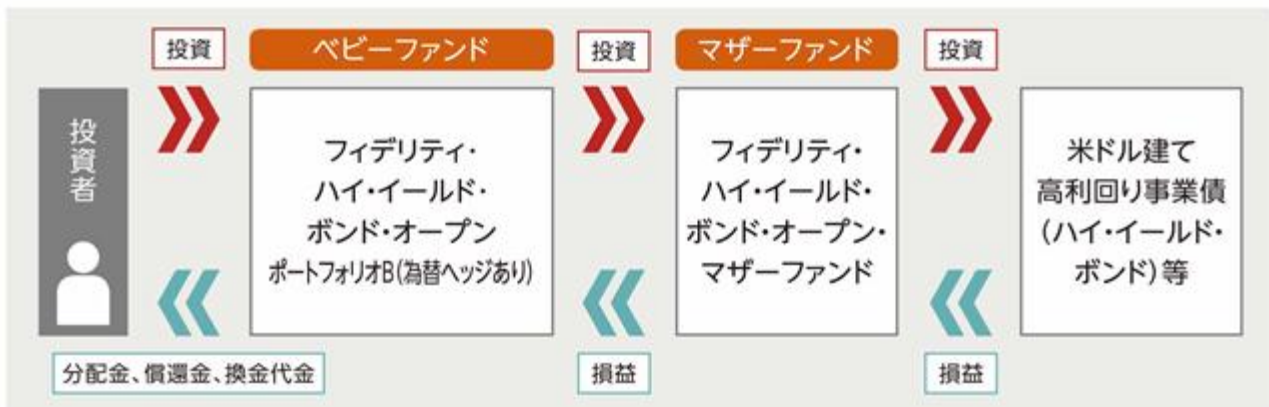 投資
ベビーファンド
投資
マザーファンド
投資
投資者
フィデリティ・
ハイ・イールド・
ボンド・オープン
ポートフォリオB(為替ヘッジあり)
フィデリティ・
ハイ・イールド・
ボンド・オープン・
マザーファンド
米ドル建て
高利回り事業債
(ハイ・イールド・
ボンド)等
分配金、償還金、換金代金
損益
損益